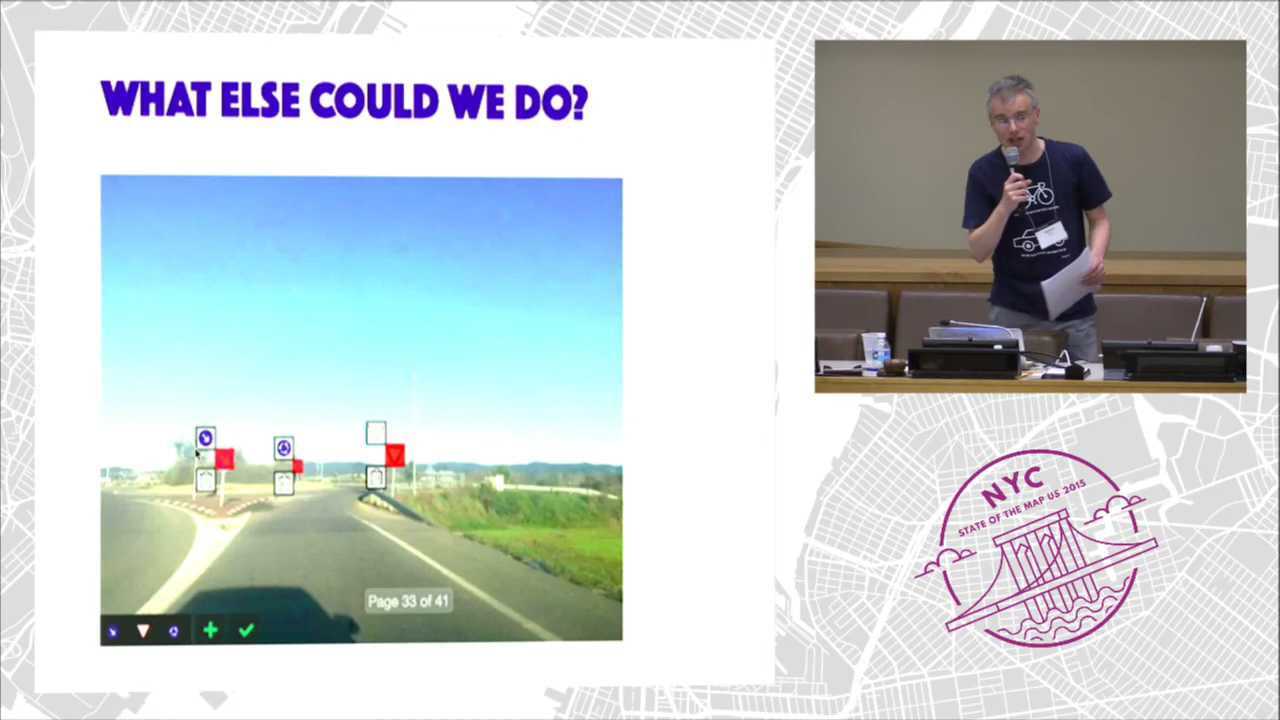 WHAT ELSE COULD WE DO?
Page 33 of 41
NYC
STATE OF THE MAP US 2015